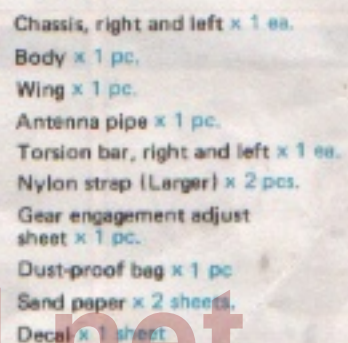 Chassis, right and left x 1 ea.
Body x 1 pc.
Wing x 1 pc.
Antenna pipe x 1 pc.
Torsion bar, right and left x 1 ea.
Nylon strap (Larger) x 2 pcs.
Gear engagement adjust
sheet x 1 pc.
Dust-proof bag x 1 pc
Sand paper x 2 sheets.
Decal x 1 sheet
.net